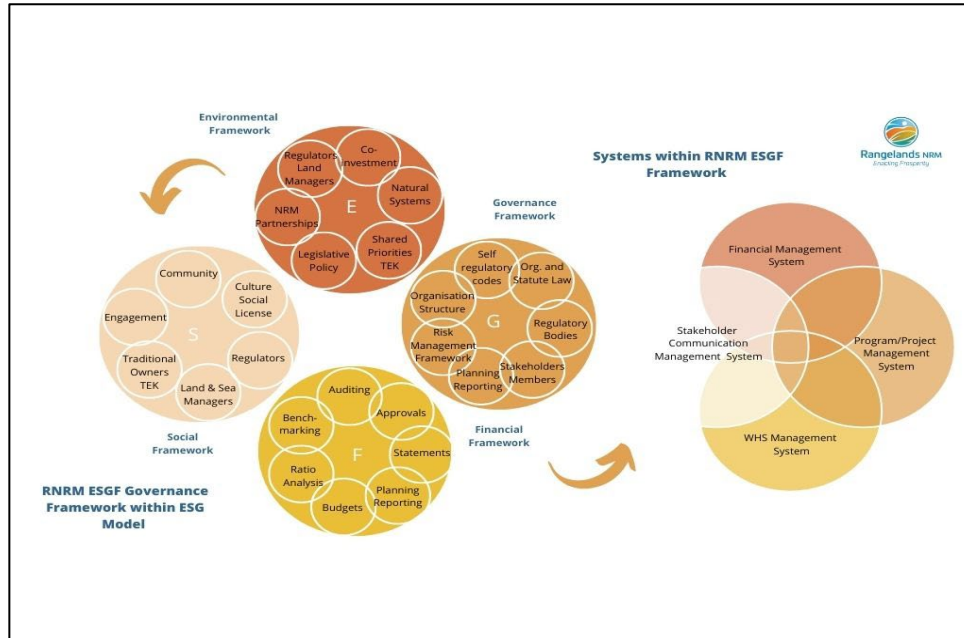 Environmental
Framework
Regulators
Land
Managers
Co-
investment
Natural
Systems
E
NRM
Partnerships
Legislative
Policy
Shared
Priorities
TEK
Community
Culture
Social
License
Engagement
S
Regulators
Traditional
Owners
TEK
Land & Sea
Managers
Social
Framework
Governance
Framework
Self
regulatory
codes
Org. and
Statute Law
Organisation
Structure
G
Regulatory
Bodies
Risk
Management
Framework
Planning
Reporting
Stakeholders
Members
Auditing
Approvals
Bench-
marking
F
Statements
Ratio
Analysis
Planning
Reporting
Budgets
Financial
Framework
RNRM ESGF Governance
Framework within ESG
Model
Systems within RNRM ESGF
Framework
Rangelands NRM
Enabling Prosperity
Financial Management
System
Stakeholder
Communication
Management System
Program/Project
Management
System
WHS Management
System